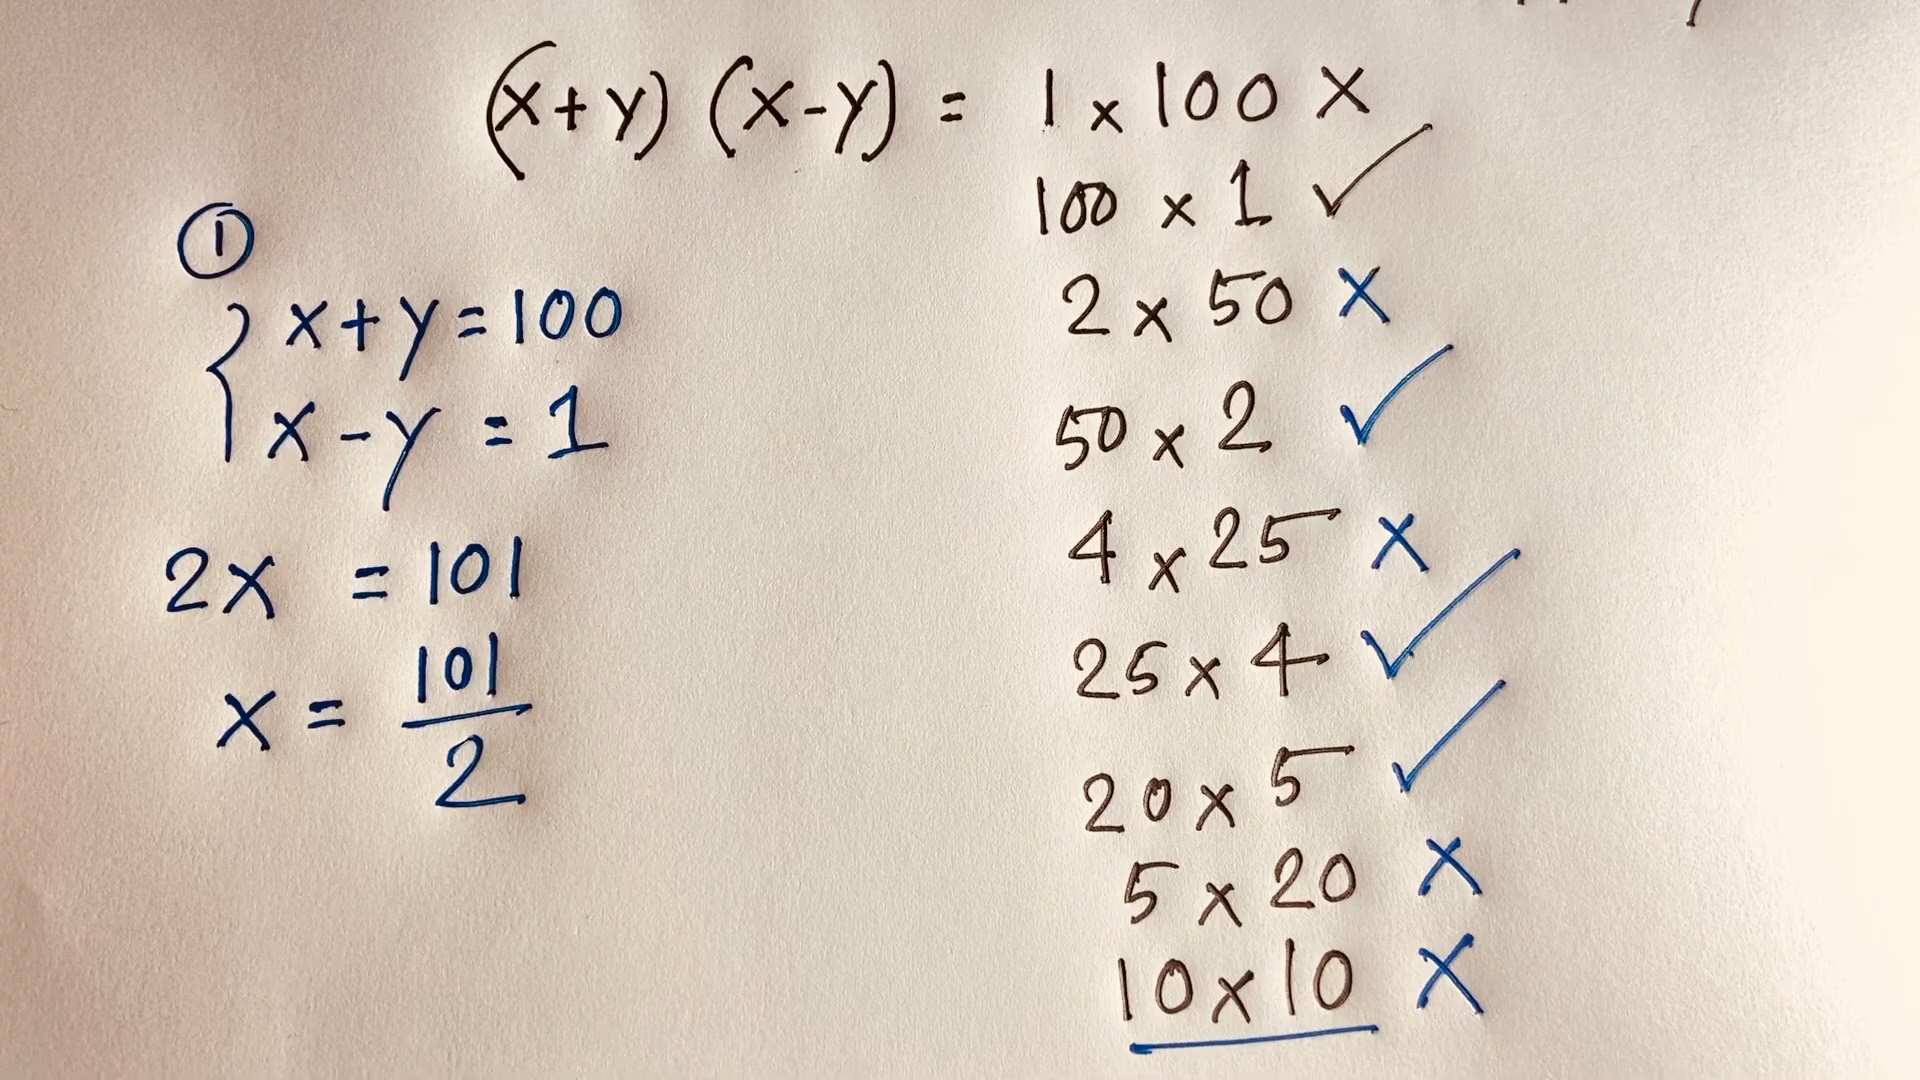 (x+y) (x-y) = 1 x 100 X
100 x 1 ✓
①
2 x 50 X
{ x+y=100
x-y = 1
50 x 2 ✓
4 x 25 X
2x = 101
25 x 4 ✓
x = 101/2
20 x 5 ✓
5 x 20 X
10 x 10 X